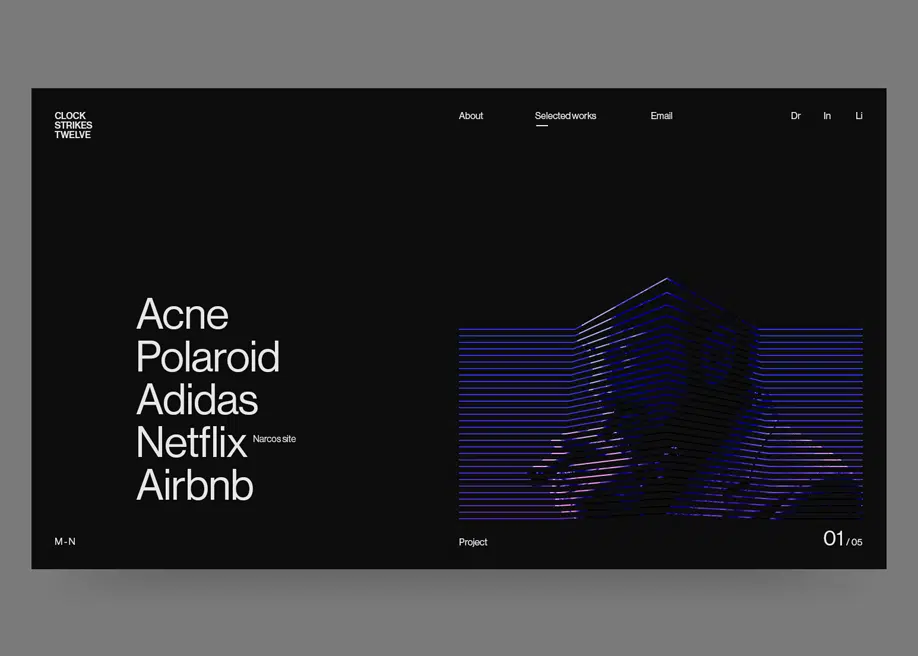 CLOCK
STRIKES
TWELVE
About
Selected works
Email
Dr
In
Li
Acne
Polaroid
Adidas
Netflix Narcos site
Airbnb
M-N
Project
01 / 05